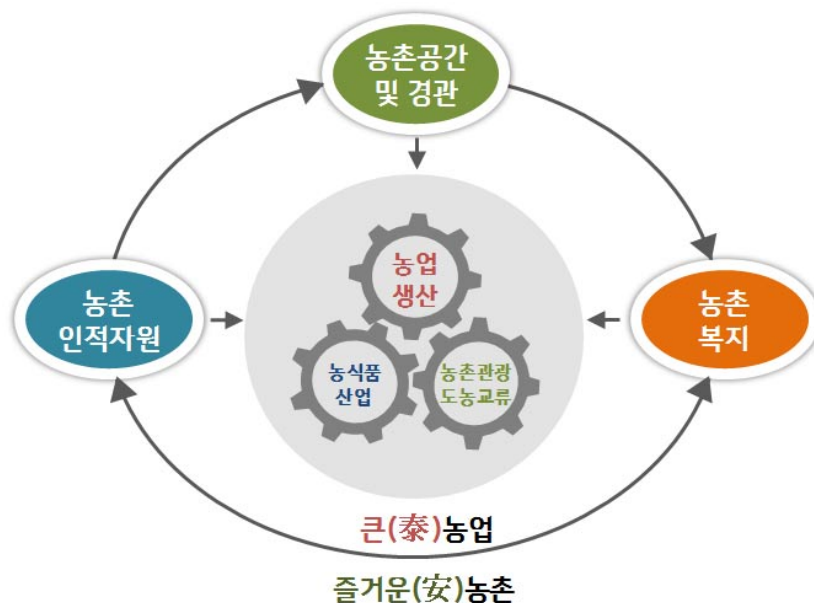 농촌공간
및 경관
농업
생산
농촌
인적자원
농촌
복지
농식품
산업
농촌관광
도농교류
큰(泰)농업
즐거운(安)농촌